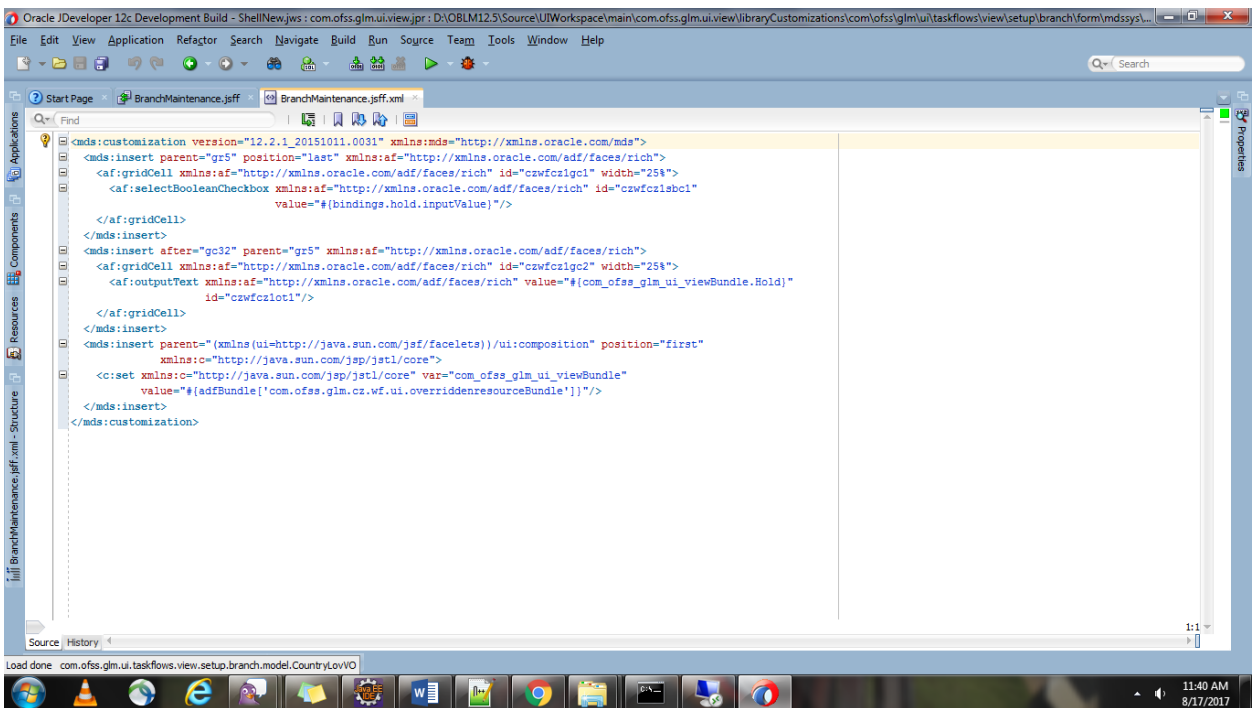 Oracle JDeveloper 12c Development Build - ShellNew.jws : com.ofss.glm.ui.view.jpr : D:\OBLM12.5\Source\UIWorkspace\main\com.ofss.glm.ui.view\libraryCustomizations\com\ofss\glm\ui\taskflows\view\setup\branch\form\mdssys\...
File Edit View Application Refactor Search Navigate Build Run Source Team Tools Window Help
Search
Start Page BranchMaintenance.jsff BranchMaintenance.jsff.xml
Find
<mds:customization version="12.2.1_20151011.0031" xmlns:mds="http://xmlns.oracle.com/mds">
<mds:insert parent="gr5" position="last" xmlns:af="http://xmlns.oracle.com/adf/faces/rich">
<af:gridCell xmlns:af="http://xmlns.oracle.com/adf/faces/rich" id="czwfcz1gc1" width="25%">
<af:selectBooleanCheckbox xmlns:af="http://xmlns.oracle.com/adf/faces/rich" id="czwfcz1sbc1"
value="#{bindings.hold.inputValue}"/>
</af:gridCell>
</mds:insert>
<mds:insert after="gc32" parent="gr5" xmlns:af="http://xmlns.oracle.com/adf/faces/rich">
<af:gridCell xmlns:af="http://xmlns.oracle.com/adf/faces/rich" id="czwfcz1gc2" width="25%">
<af:outputText xmlns:af="http://xmlns.oracle.com/adf/faces/rich" value="#{com_ofss_glm_ui_viewBundle.Hold}"
id="czwfcz1ot1"/>
</af:gridCell>
</mds:insert>
<mds:insert parent="(xmlns(ui=http://java.sun.com/jsf/facelets))/ui:composition" position="first"
xmlns:c="http://java.sun.com/jsp/jstl/core">
<c:set xmlns:c="http://java.sun.com/jsp/jstl/core" var="com_ofss_glm_ui_viewBundle"
value="#{adfBundle['com.ofss.glm.cz.wf.ui.overriddenresourceBundle']}"/>
</mds:insert>
</mds:customization>
Applications
Components
Resources
BranchMaintenance.jsff.xml - Structure
Properties
1:1
Source History
Load done com.ofss.glm.ui.taskflows.view.setup.branch.model.CountryLovVO
Java EE
IDE
W
C:\
11:40 AM
8/17/2017